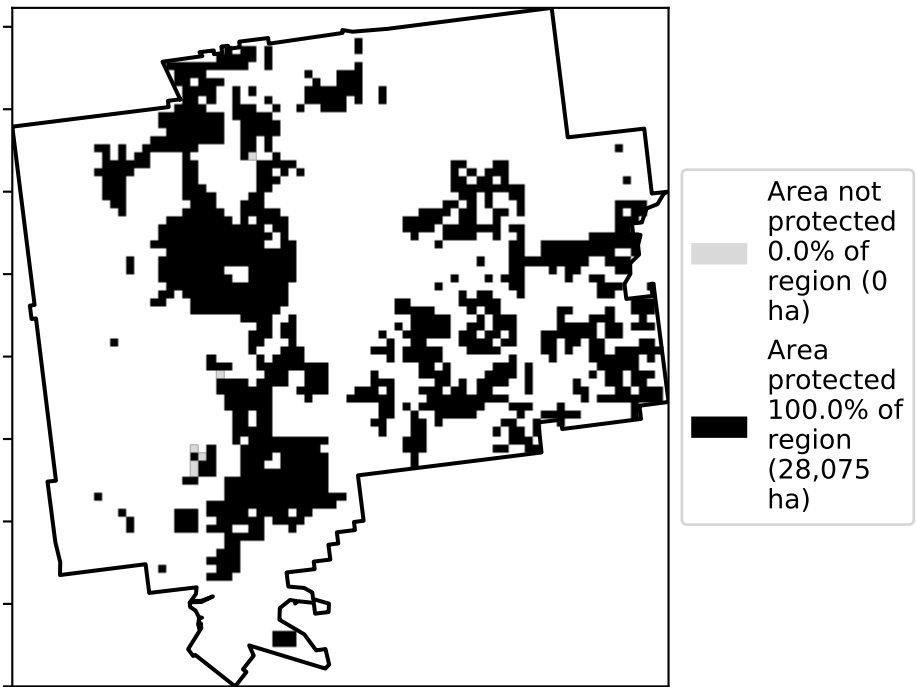 Area not
protected
0.0% of
region (0
ha)
Area
protected
100.0% of
region
(28,075
ha)